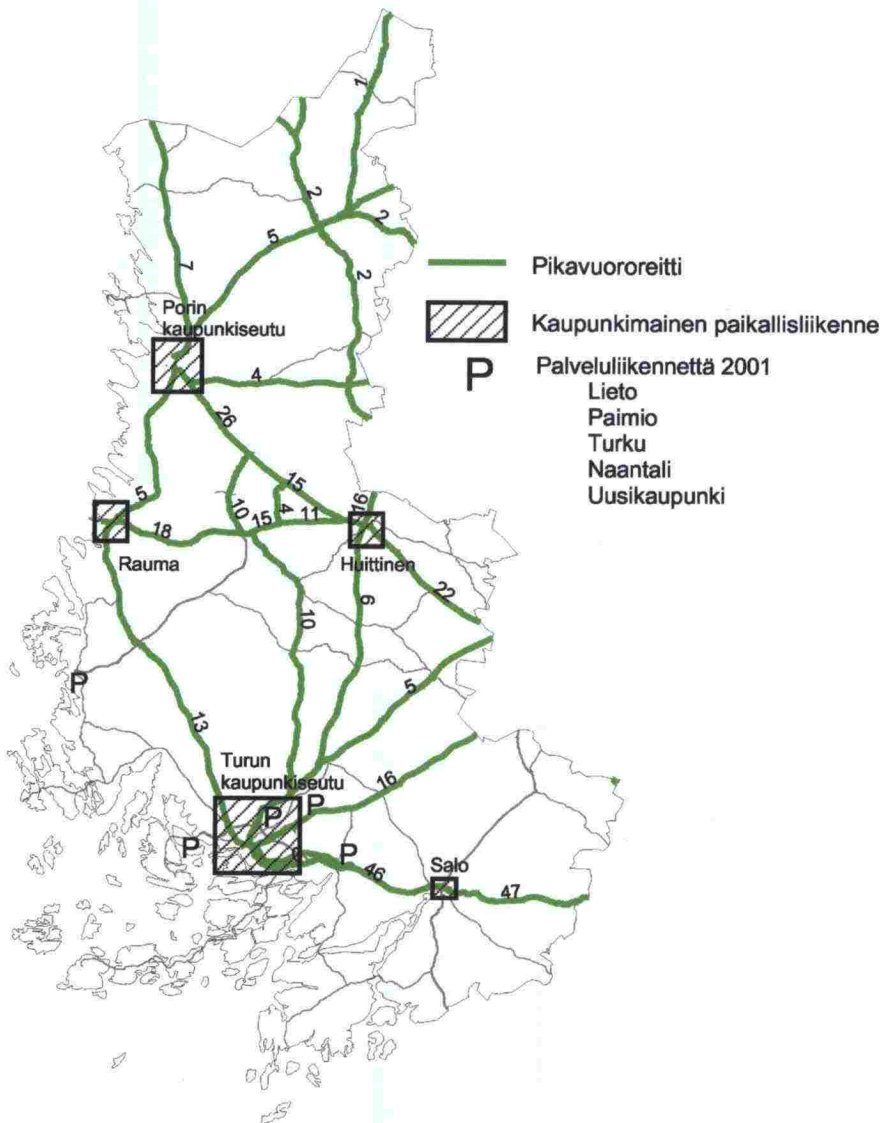 1
2
2
5
2
7
Pikavuororeitti
Porin
kaupunkiseutu
Kaupunkimainen paikallisliikenne
P Palveluliikennettä 2001
Lieto
Paimio
Turku
Naantali
Uusikaupunki
4
26
15
5
10
4
16
18
15
11
Rauma
Huittinen
22
6
10
P
5
13
Turun
kaupunkiseutu
16
P
P
P
P
46
Salo
47